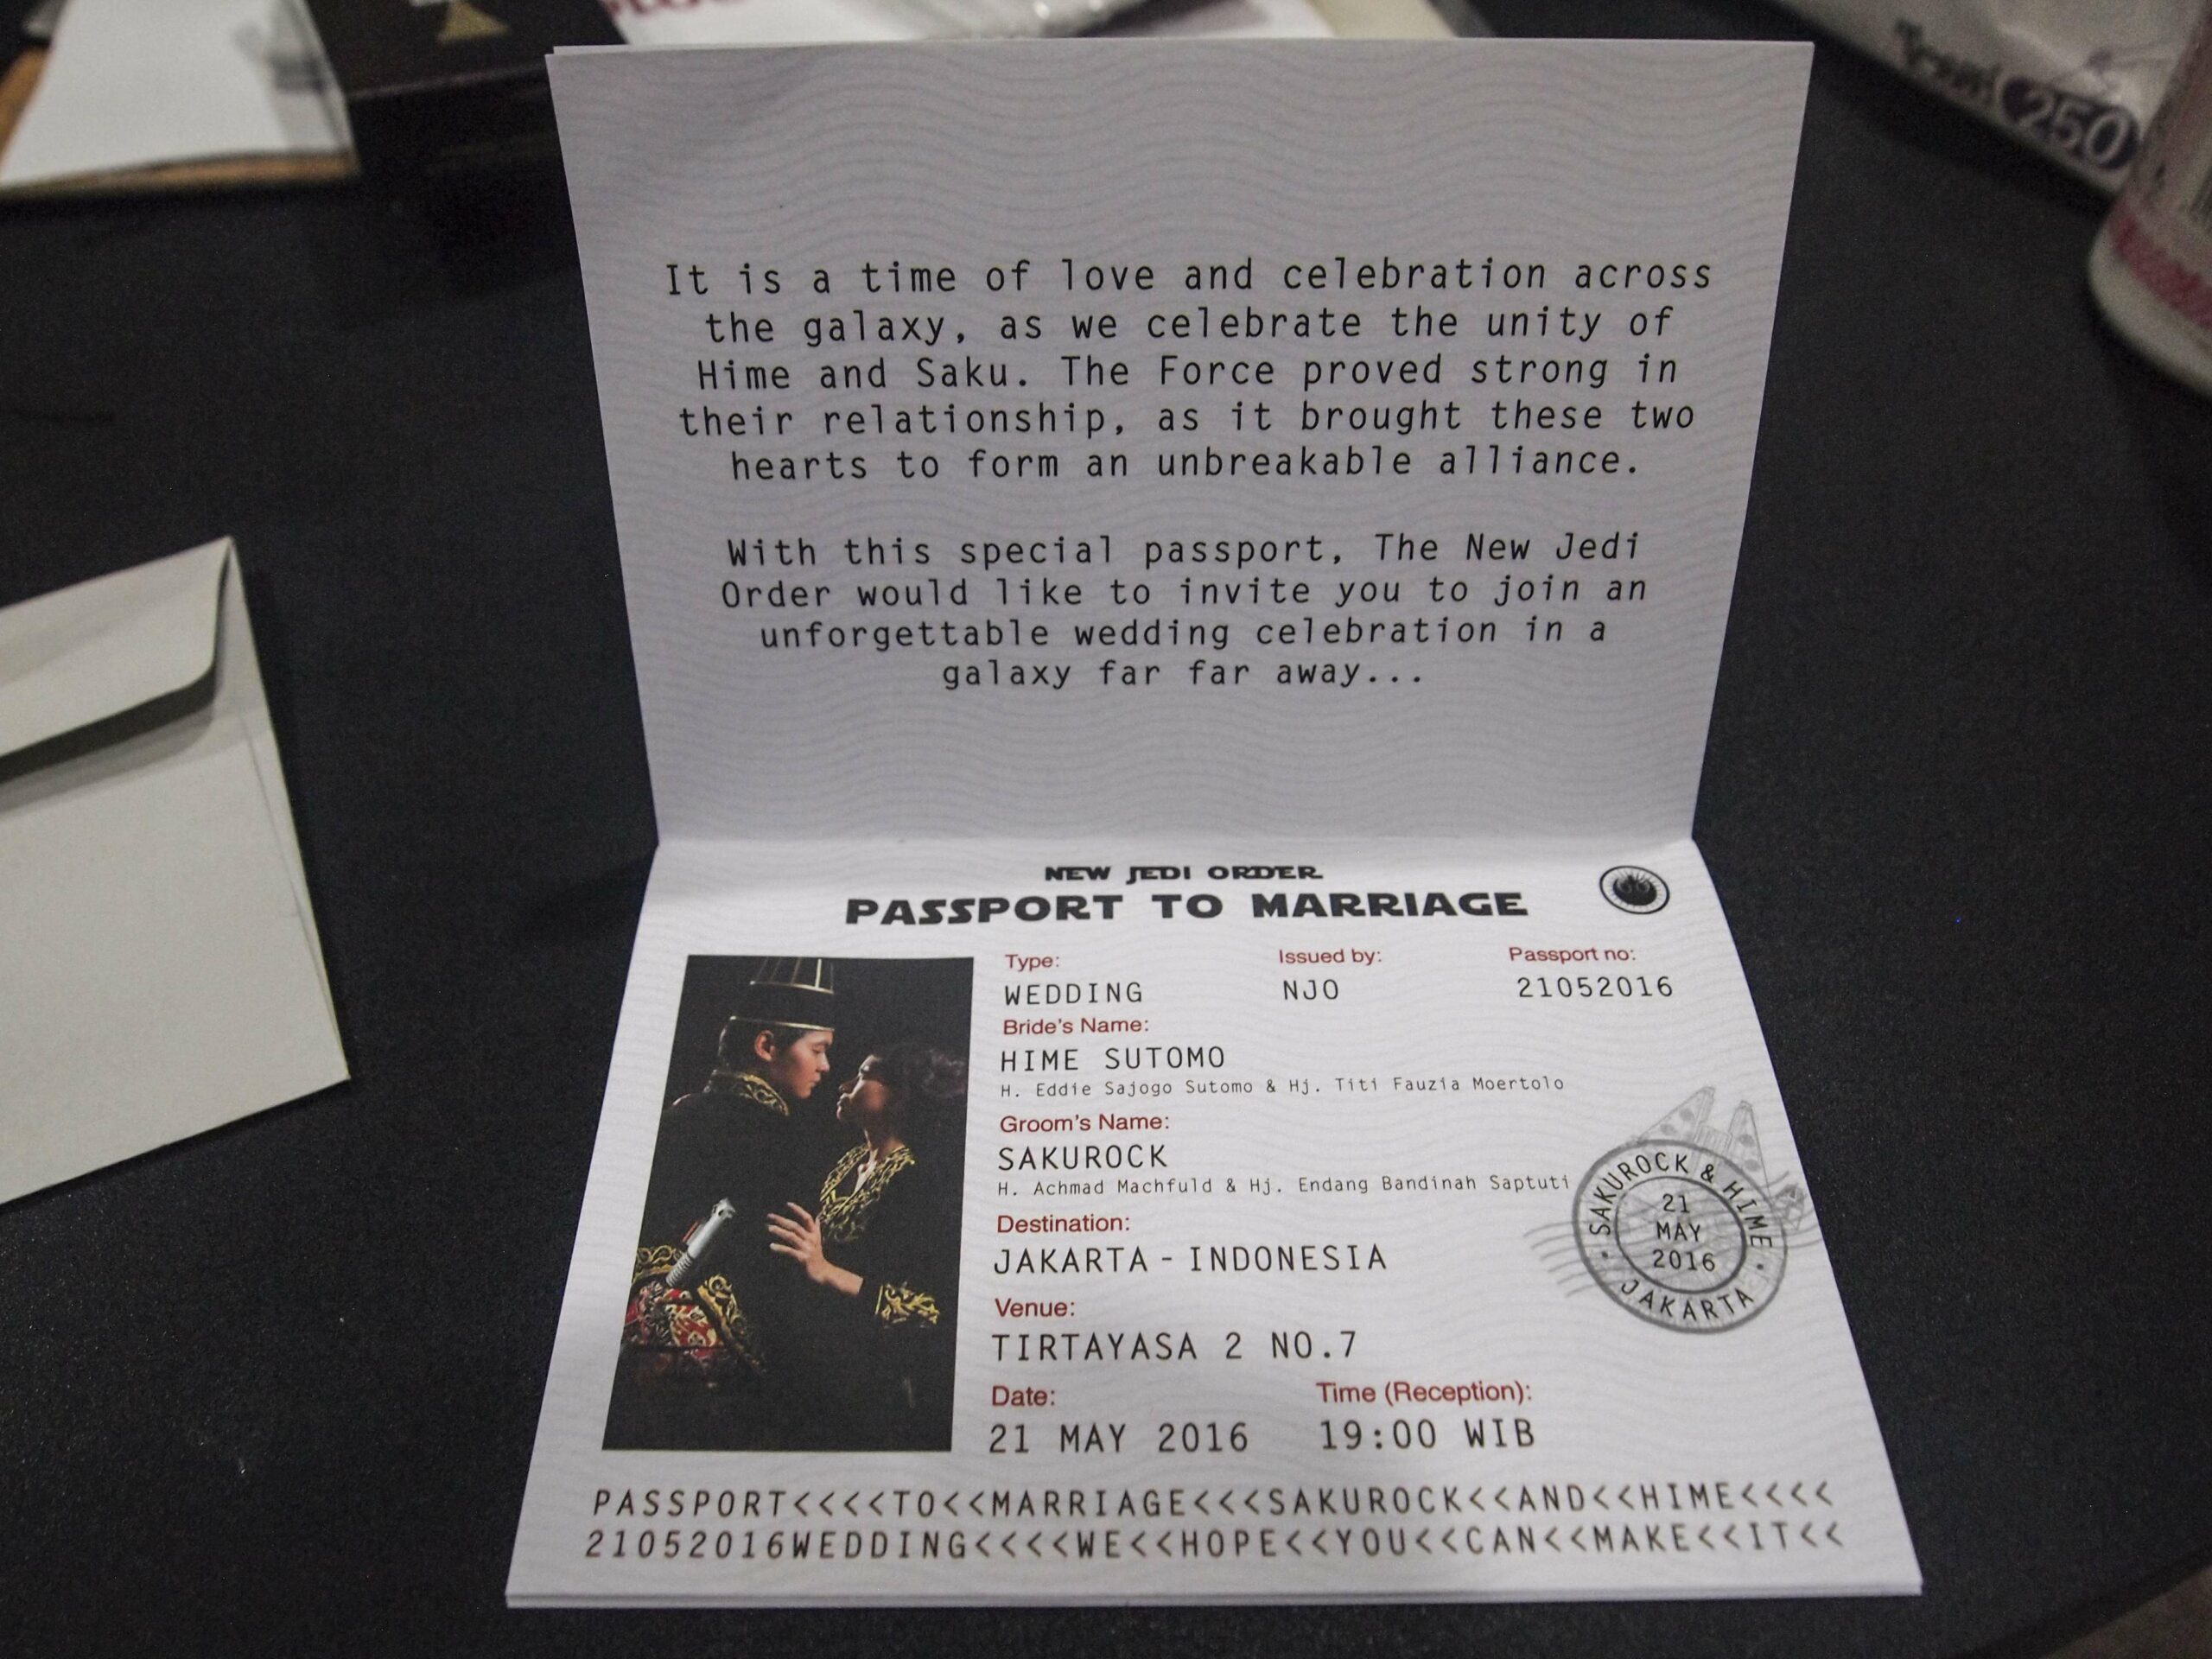 250
It is a time of love and celebration across
the galaxy, as we celebrate the unity of
Hime and Saku. The Force proved strong in
their relationship, as it brought these two
hearts to form an unbreakable alliance.
With this special passport, The New Jedi
Order would like to invite you to join an
unforgettable wedding celebration in a
galaxy far far away...
NEW JEDI ORDER
PASSPORT TO MARRIAGE
Type: Issued by: Passport no:
WEDDING NJO 21052016
Bride's Name:
HIME SUTOMO
H. Eddie Sajogo Sutomo & Hj. Titi Fauzia Moertolo
Groom's Name:
SAKUROCK
H. Achmad Machfuld & Hj. Endang Bandinah Saptuti
Destination:
JAKARTA - INDONESIA
Venue:
TIRTAYASA 2 NO.7
Date: Time (Reception):
21 MAY 2016 19:00 WIB
SAKUROCK & HIME
21
MAY
2016
JAKARTA
PASSPORT<<<<TO<<MARRIAGE<<<SAKUROCK<<AND<<HIME<<<<
21052016WEDDING<<<<WE<<HOPE<<YOU<<CAN<<MAKE<<IT<<